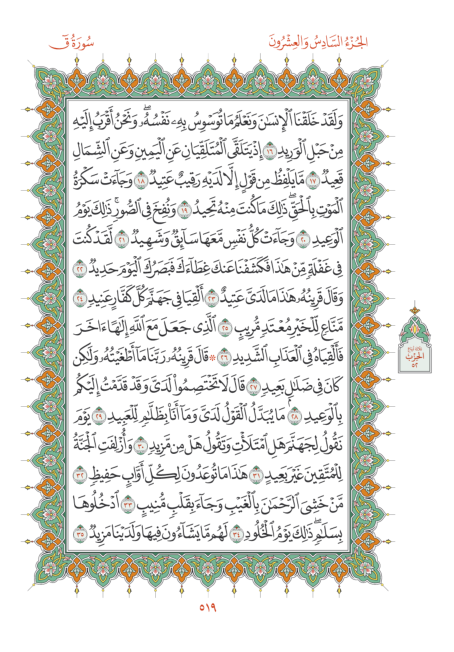 الجُزْءُ السَّادِسُ وَالعِشْرُونَ
سُورَةُ قٓ
وَلَقَدۡ خَلَقۡنَا ٱلۡإِنسَٰنَ وَنَعۡلَمُ مَا تُوَسۡوِسُ بِهِۦ نَفۡسُهُۥۖ وَنَحۡنُ أَقۡرَبُ إِلَيۡهِ
مِنۡ حَبۡلِ ٱلۡوَرِيدِ ١٦ إِذۡ يَتَلَقَّى ٱلۡمُتَلَقِّيَانِ عَنِ ٱلۡيَمِينِ وَعَنِ ٱلشِّمَالِ
قَعِيدٞ ١٧ مَّا يَلۡفِظُ مِن قَوۡلٍ إِلَّا لَدَيۡهِ رَقِيبٌ عَتِيدٞ ١٨ وَجَآءَتۡ سَكۡرَةُ
ٱلۡمَوۡتِ بِٱلۡحَقِّۖ ذَٰلِكَ مَا كُنتَ مِنۡهُ تَحِيدُ ١٩ وَنُفِخَ فِي ٱلصُّورِۚ ذَٰلِكَ يَوۡمُ
ٱلۡوَعِيدِ ٢٠ وَجَآءَتۡ كُلُّ نَفۡسٖ مَّعَهَا سَآئِقٞ وَشَهِيدٞ ٢١ لَّقَدۡ كُنتَ
فِي غَفۡلَةٖ مِّنۡ هَٰذَا فَكَشَفۡنَا عَنكَ غِطَآءَكَ فَبَصَرُكَ ٱلۡيَوۡمَ حَدِيدٞ ٢٢
وَقَالَ قَرِينُهُۥ هَٰذَا مَا لَدَيَّ عَتِيدٌ ٢٣ أَلۡقِيَا فِي جَهَنَّمَ كُلَّ كَفَّارٍ عَنِيدٖ ٢٤
مَّنَّاعٖ لِّلۡخَيۡرِ مُعۡتَدٖ مُّرِيبٍ ٢٥ ٱلَّذِي جَعَلَ مَعَ ٱللَّهِ إِلَٰهًا ءَاخَرَ
فَأَلۡقِيَاهُ فِي ٱلۡعَذَابِ ٱلشَّدِيدِ ٢٦ ۞ قَالَ قَرِينُهُۥ رَبَّنَا مَآ أَطۡغَيۡتُهُۥ وَلَٰكِن
كَانَ فِي ضَلَٰلِۭ بَعِيدٖ ٢٧ قَالَ لَا تَخۡتَصِمُواْ لَدَيَّ وَقَدۡ قَدَّمۡتُ إِلَيۡكُم
بِٱلۡوَعِيدِ ٢٨ مَا يُبَدَّلُ ٱلۡقَوۡلُ لَدَيَّ وَمَآ أَنَا۠ بِظَلَّٰمٖ لِّلۡعَبِيدِ ٢٩ يَوۡمَ
نَقُولُ لِجَهَنَّمَ هَلِ ٱمۡتَلَأۡتِ وَتَقُولُ هَلۡ مِن مَّزِيدٖ ٣٠ وَأُزۡلِفَتِ ٱلۡجَنَّةُ
لِلۡمُتَّقِينَ غَيۡرَ بَعِيدٍ ٣١ هَٰذَا مَا تُوعَدُونَ لِكُلِّ أَوَّابٍ حَفِيظٖ ٣٢
مَّنۡ خَشِيَ ٱلرَّحۡمَٰنَ بِٱلۡغَيۡبِ وَجَآءَ بِقَلۡبٖ مُّنِيبٍ ٣٣ ٱدۡخُلُوهَا
بِسَلَٰمٖۖ ذَٰلِكَ يَوۡمُ ٱلۡخُلُودِ ٣٤ لَهُم مَّا يَشَآءُونَ فِيهَا وَلَدَيۡنَا مَزِيدٞ ٣٥
الحِزْب
٥٢
٥١٩